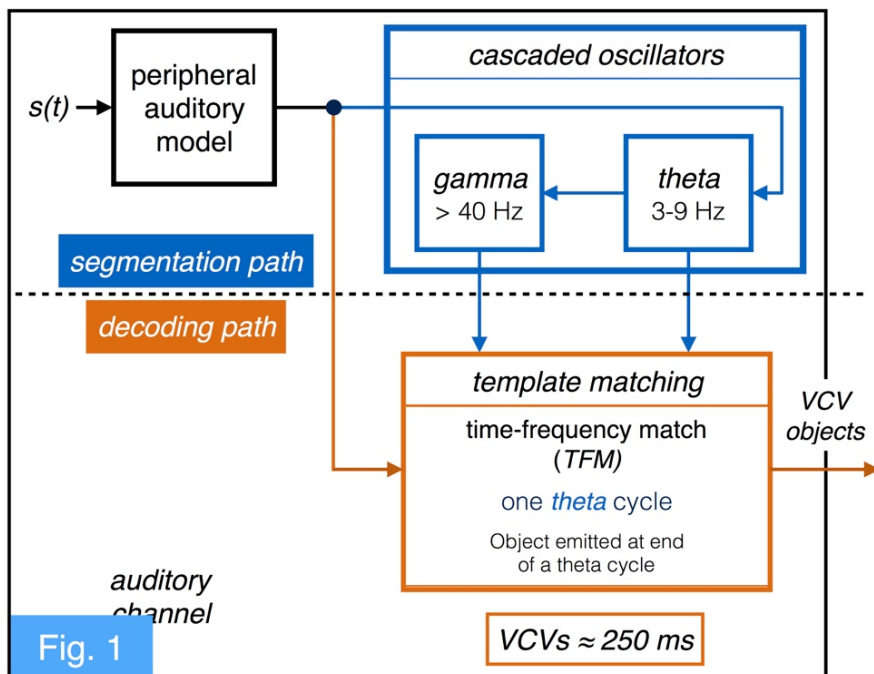 cascaded oscillators
peripheral
auditory
model
s(t)
gamma
> 40 Hz
theta
3-9 Hz
segmentation path
decoding path
template matching
time-frequency match
(TFM)
one theta cycle
Object emitted at end
of a theta cycle
VCV
objects
auditory
channel
VCVs ≈ 250 ms
Fig. 1